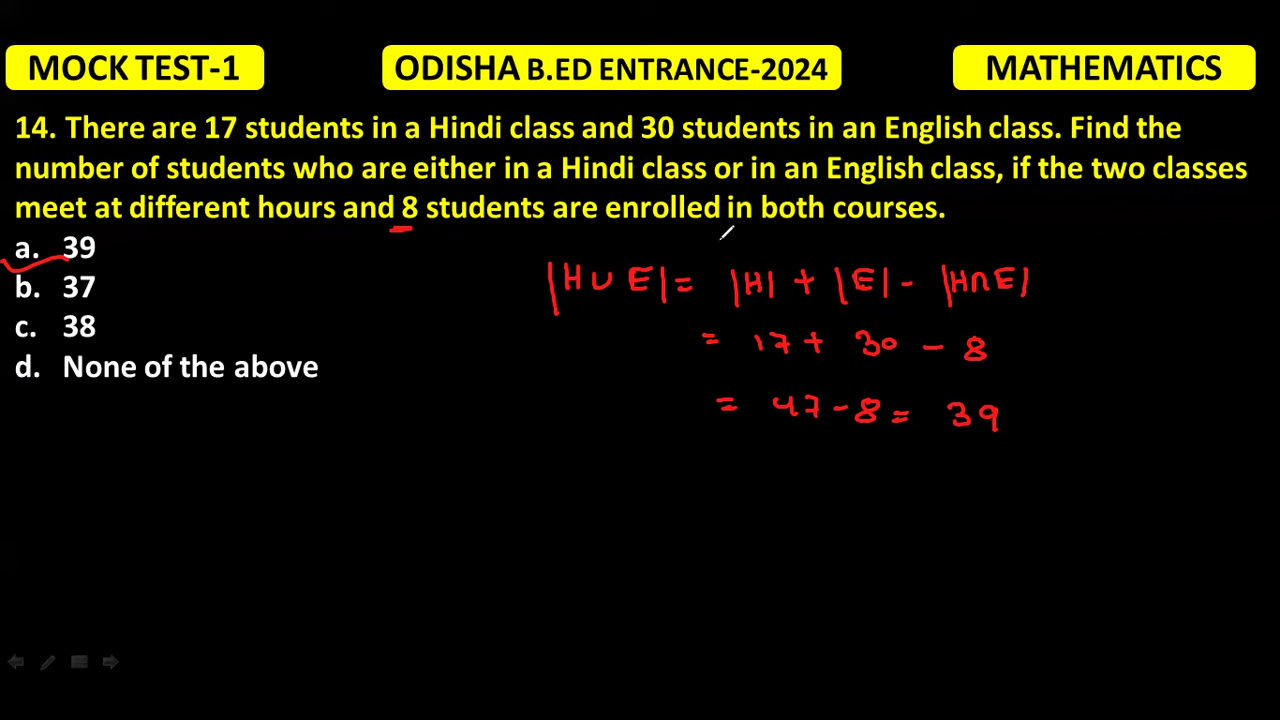 MOCK TEST-1
ODISHA B.ED ENTRANCE-2024
MATHEMATICS
14. There are 17 students in a Hindi class and 30 students in an English class. Find the
number of students who are either in a Hindi class or in an English class, if the two classes
meet at different hours and 8 students are enrolled in both courses.
a. 39
b. 37
c. 38
d. None of the above
|H∪E| = |H| + |E| - |H∩E|
= 17 + 30 - 8
= 47 - 8 = 39